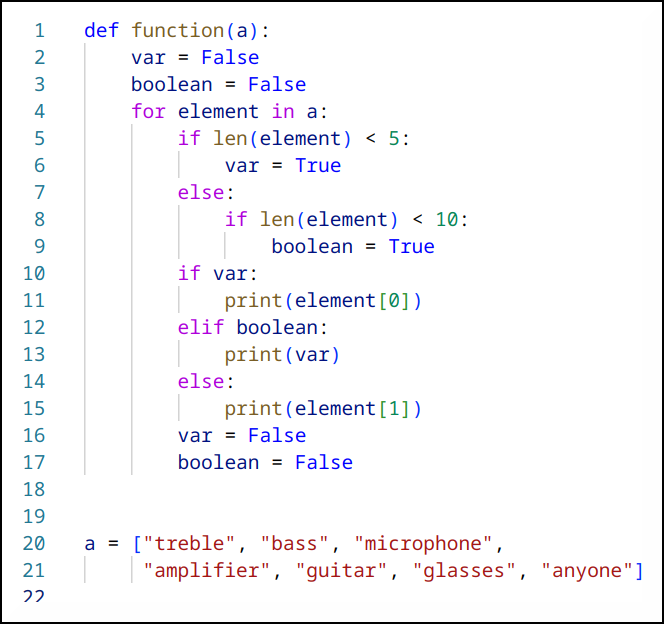 1 def function(a):
2     var = False
3     boolean = False
4     for element in a:
5         if len(element) < 5:
6             var = True
7         else:
8             if len(element) < 10:
9                 boolean = True
10         if var:
11             print(element[0])
12         elif boolean:
13             print(var)
14         else:
15             print(element[1])
16         var = False
17         boolean = False
18
19
20 a = ["treble", "bass", "microphone",
21      "amplifier", "guitar", "glasses", "anyone"]
22